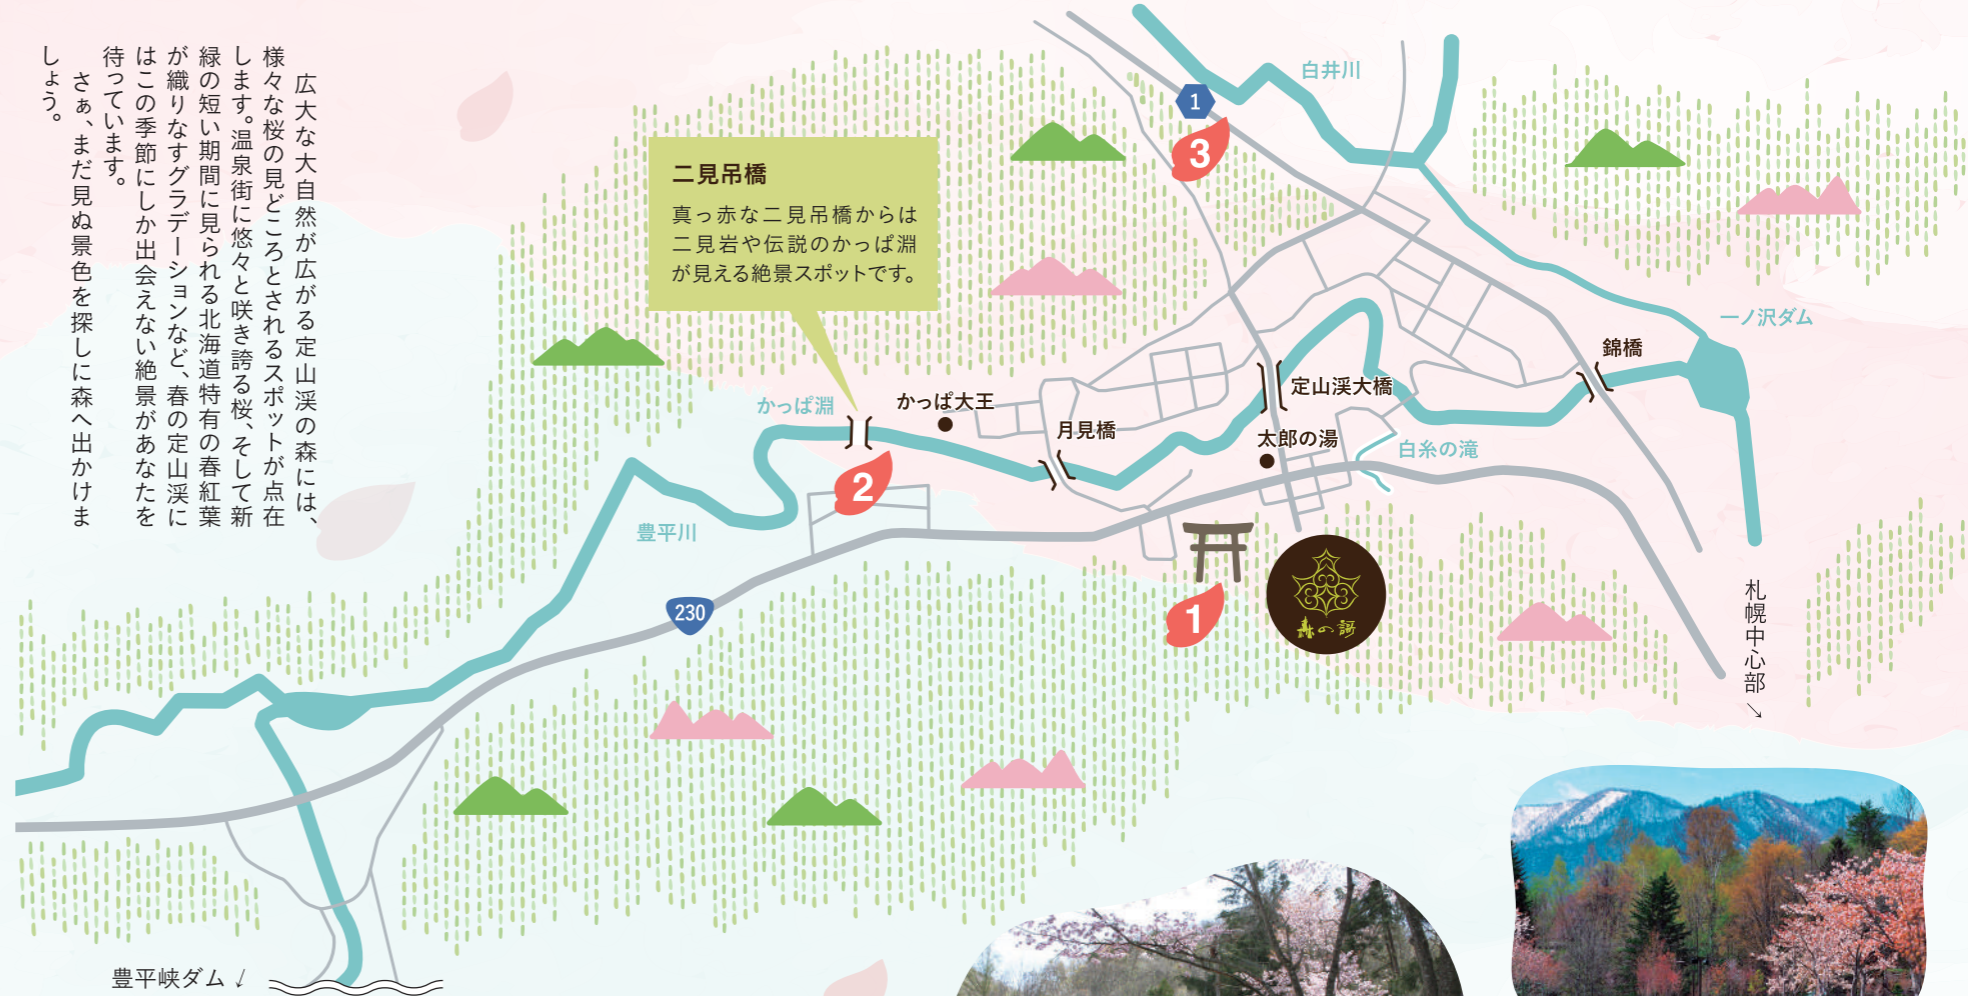 広大な大自然が広がる定山渓の森には、
様々な桜の見どころとされるスポットが点在
します。温泉街に悠々と咲き誇る桜、そして新
緑の短い期間に見られる北海道特有の春紅葉
が織りなすグラデーションなど、春の定山渓に
はこの季節にしか出会えない絶景があなたを
待っています。
さぁ、まだ見ぬ景色を探しに森へ出かけま
しょう。
二見吊橋
真っ赤な二見吊橋からは
二見岩や伝説のかっぱ淵
が見える絶景スポットです。
白井川
1
3
一ノ沢ダム
錦橋
定山渓大橋
かっぱ淵
かっぱ大王
月見橋
太郎の湯
白糸の滝
2
豊平川
230
1
森の謌
札幌中心部↘
豊平峡ダム↙